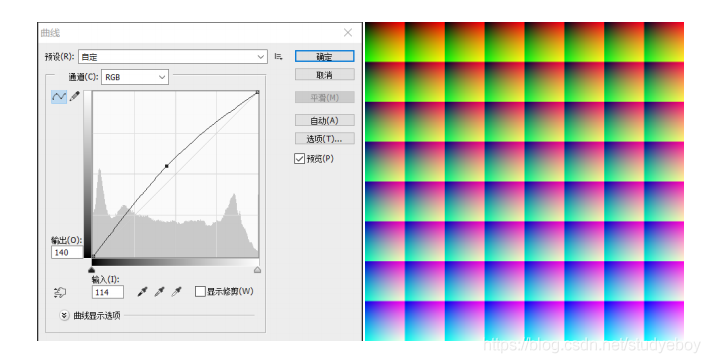 曲线
预设(R): 自定
确定
通道(C): RGB
取消
平滑(M)
自动(A)
选项(T)...
预览(P)
输出(O):
140
输入(I):
114
显示修剪(W)
曲线显示选项
https://blog.csdn.net/studyeboy